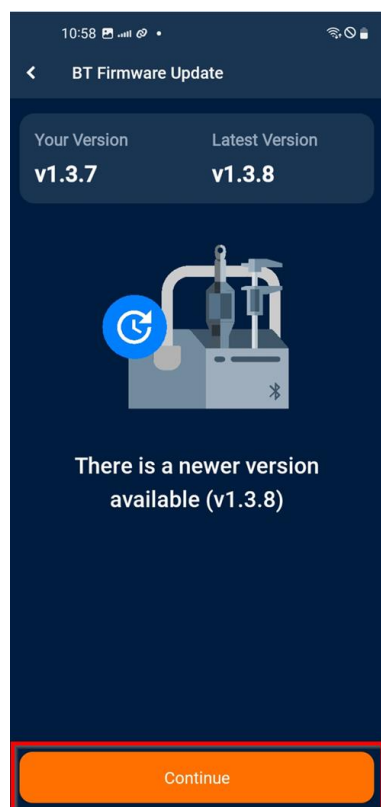 10:58
BT Firmware Update
Your Version Latest Version
v1.3.7 v1.3.8
There is a newer version
available (v1.3.8)
Continue